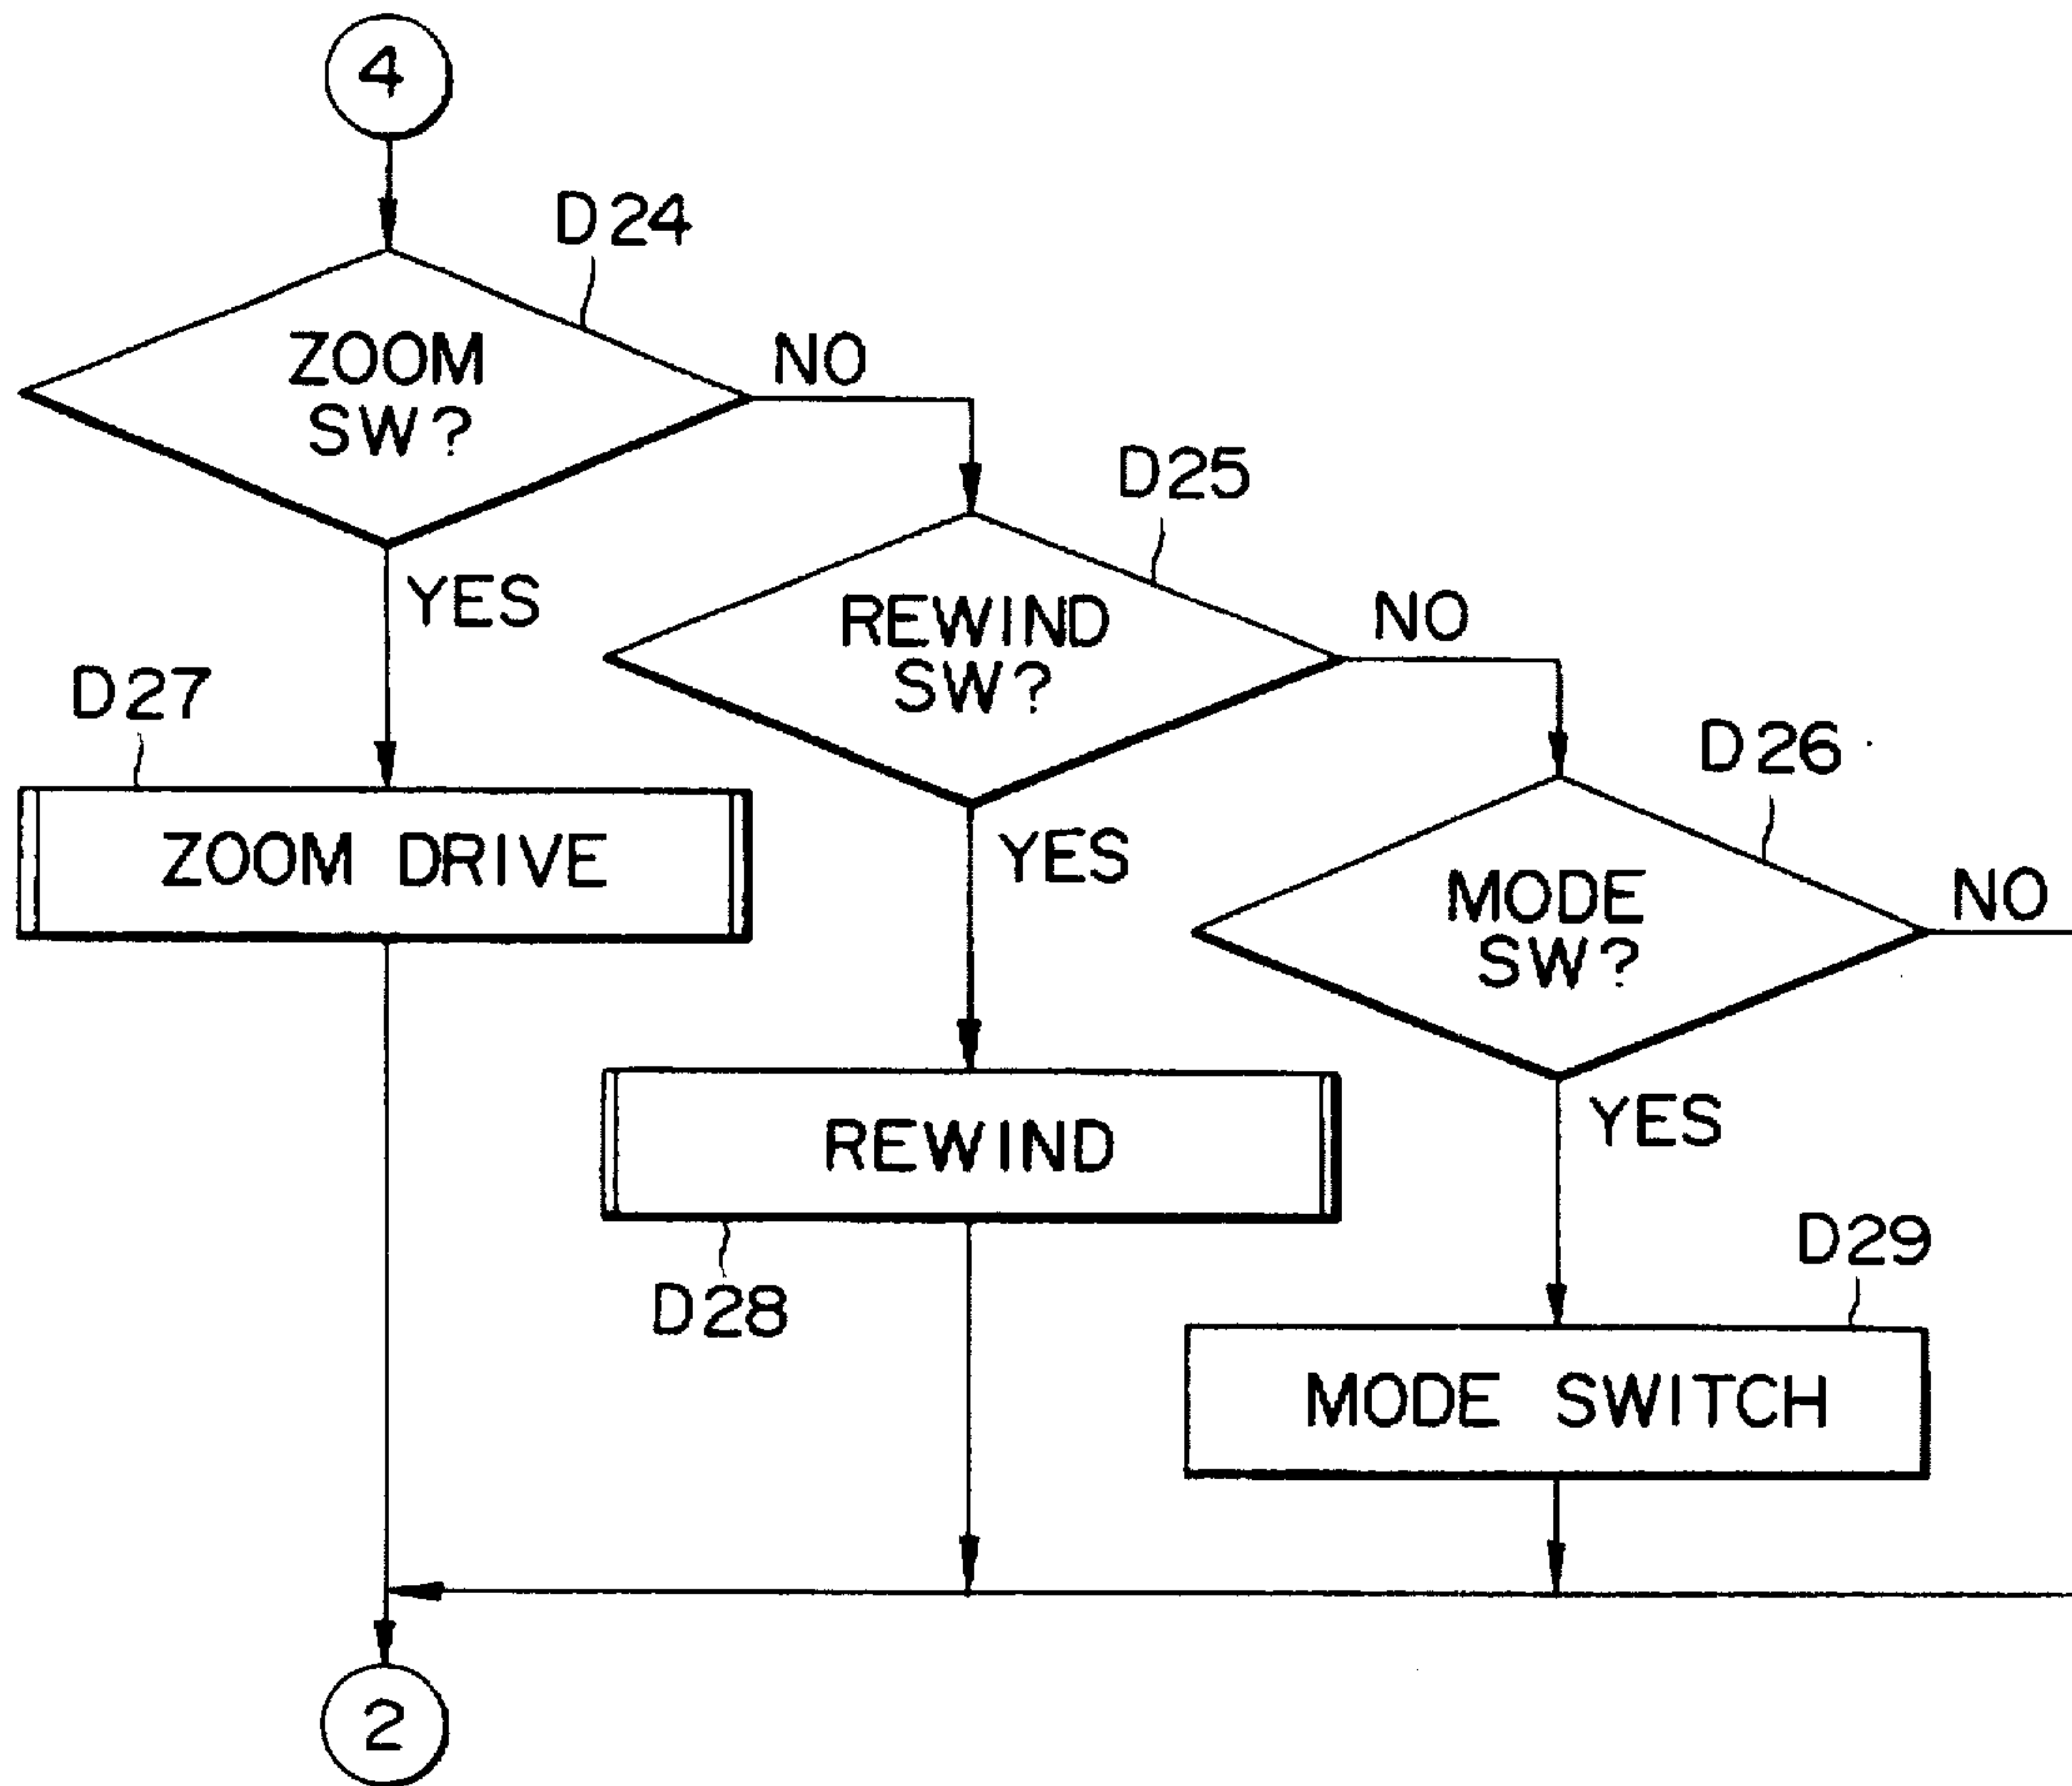 4
D24
ZOOM
SW?
NO
YES
D25
REWIND
SW?
NO
YES
D26
MODE
SW?
NO
YES
D27
ZOOM DRIVE
REWIND
D28
D29
MODE SWITCH
2